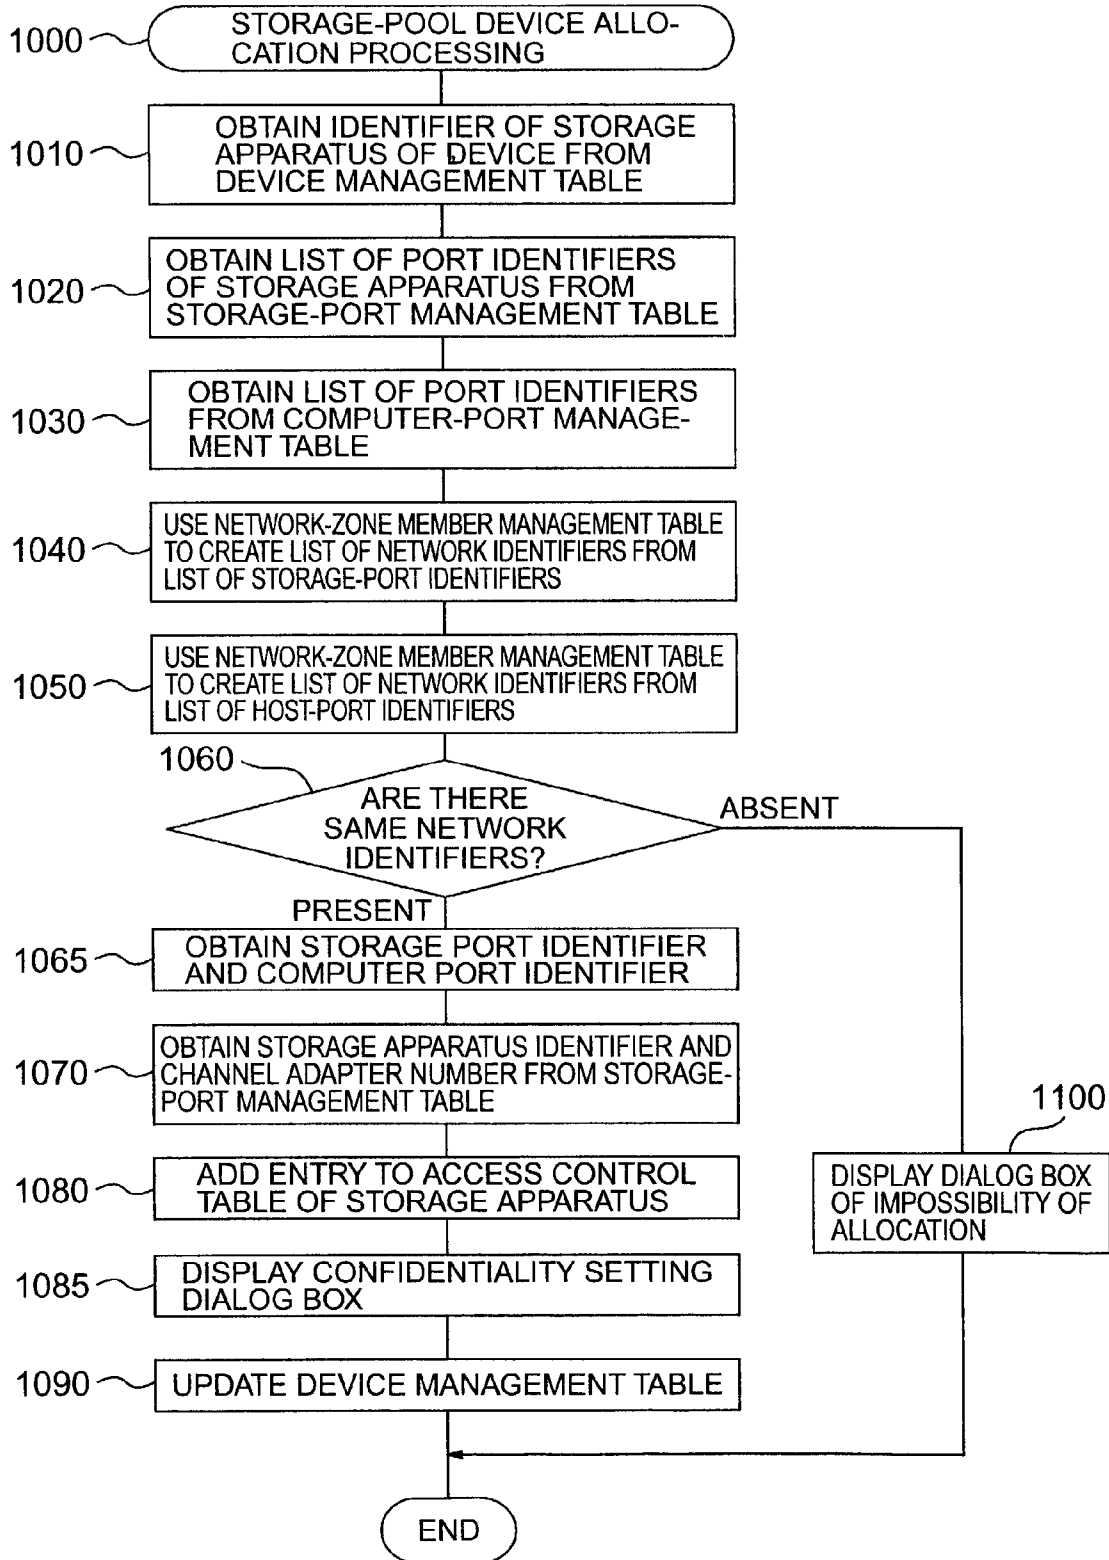 1000
STORAGE-POOL DEVICE ALLO-
CATION PROCESSING
1010
OBTAIN IDENTIFIER OF STORAGE
APPARATUS OF DEVICE FROM
DEVICE MANAGEMENT TABLE
1020
OBTAIN LIST OF PORT IDENTIFIERS
OF STORAGE APPARATUS FROM
STORAGE-PORT MANAGEMENT TABLE
1030
OBTAIN LIST OF PORT IDENTIFIERS
FROM COMPUTER-PORT MANAGE-
MENT TABLE
1040
USE NETWORK-ZONE MEMBER MANAGEMENT TABLE
TO CREATE LIST OF NETWORK IDENTIFIERS FROM
LIST OF STORAGE-PORT IDENTIFIERS
1050
USE NETWORK-ZONE MEMBER MANAGEMENT TABLE
TO CREATE LIST OF NETWORK IDENTIFIERS FROM
LIST OF HOST-PORT IDENTIFIERS
1060
ARE THERE
SAME NETWORK
IDENTIFIERS?
ABSENT
PRESENT
1065
OBTAIN STORAGE PORT IDENTIFIER
AND COMPUTER PORT IDENTIFIER
1070
OBTAIN STORAGE APPARATUS IDENTIFIER AND
CHANNEL ADAPTER NUMBER FROM STORAGE-
PORT MANAGEMENT TABLE
1100
DISPLAY DIALOG BOX
OF IMPOSSIBILITY OF
ALLOCATION
1080
ADD ENTRY TO ACCESS CONTROL
TABLE OF STORAGE APPARATUS
1085
DISPLAY CONFIDENTIALITY SETTING
DIALOG BOX
1090
UPDATE DEVICE MANAGEMENT TABLE
END